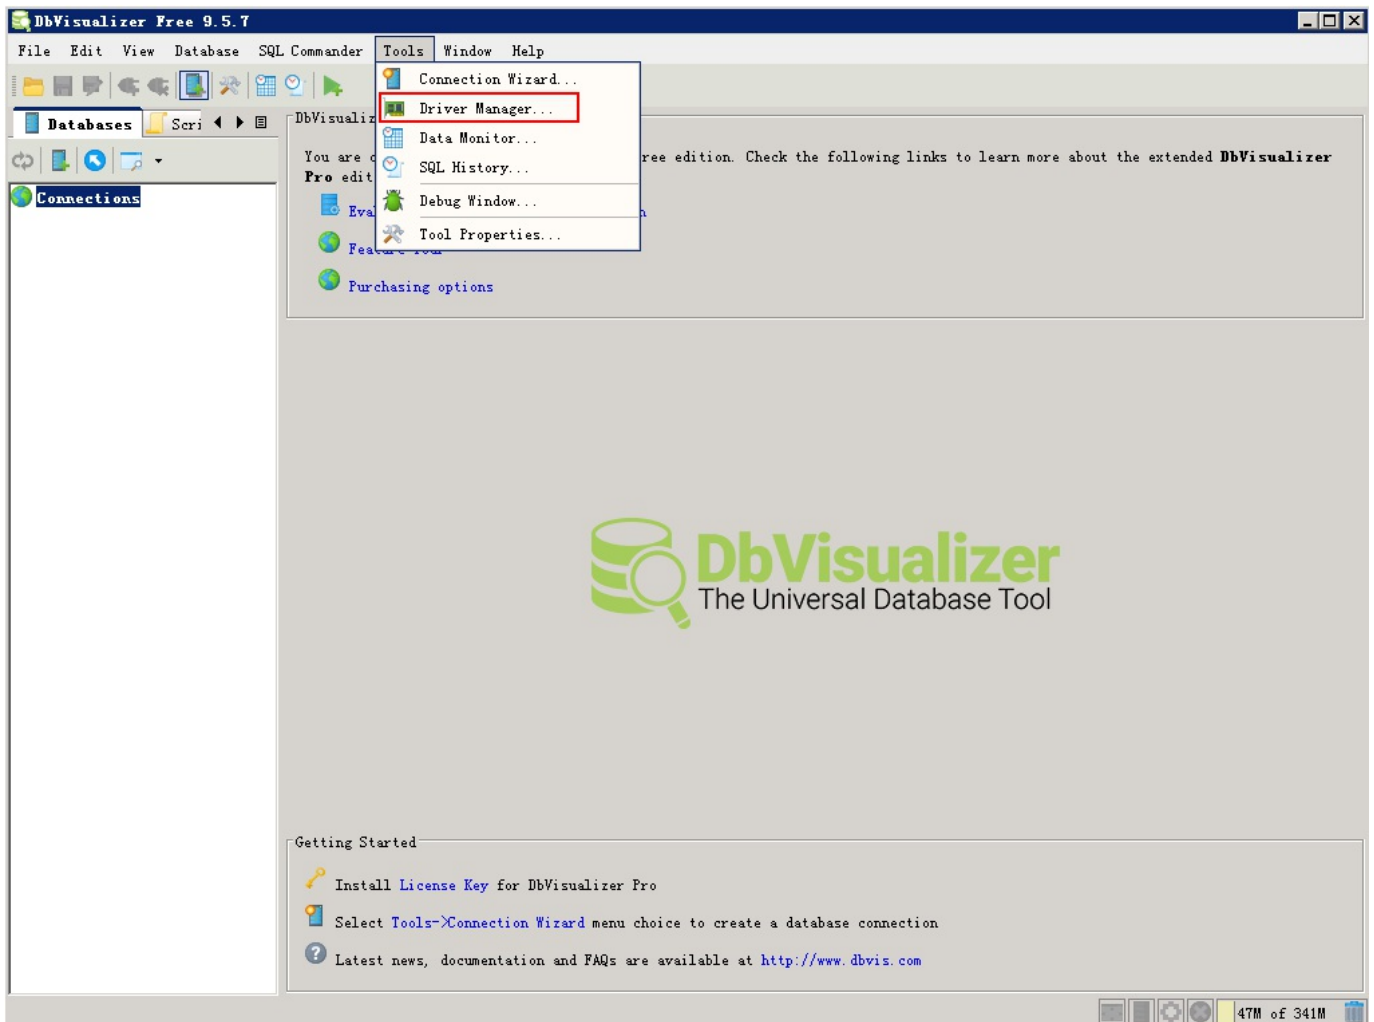 DbVisualizer Free 9.5.7
File Edit View Database SQL Commander Tools Window Help
Connection Wizard...
Driver Manager...
Data Monitor...
SQL History...
Debug Window...
Tool Properties...
Databases Scri
Connections
DbVisualiz
You are ree edition. Check the following links to learn more about the extended DbVisualizer
Pro edit
Eva
Purchasing options
DbVisualizer
The Universal Database Tool
Getting Started
Install License Key for DbVisualizer Pro
Select Tools->Connection Wizard menu choice to create a database connection
Latest news, documentation and FAQs are available at http://www.dbvis.com
47M of 341M